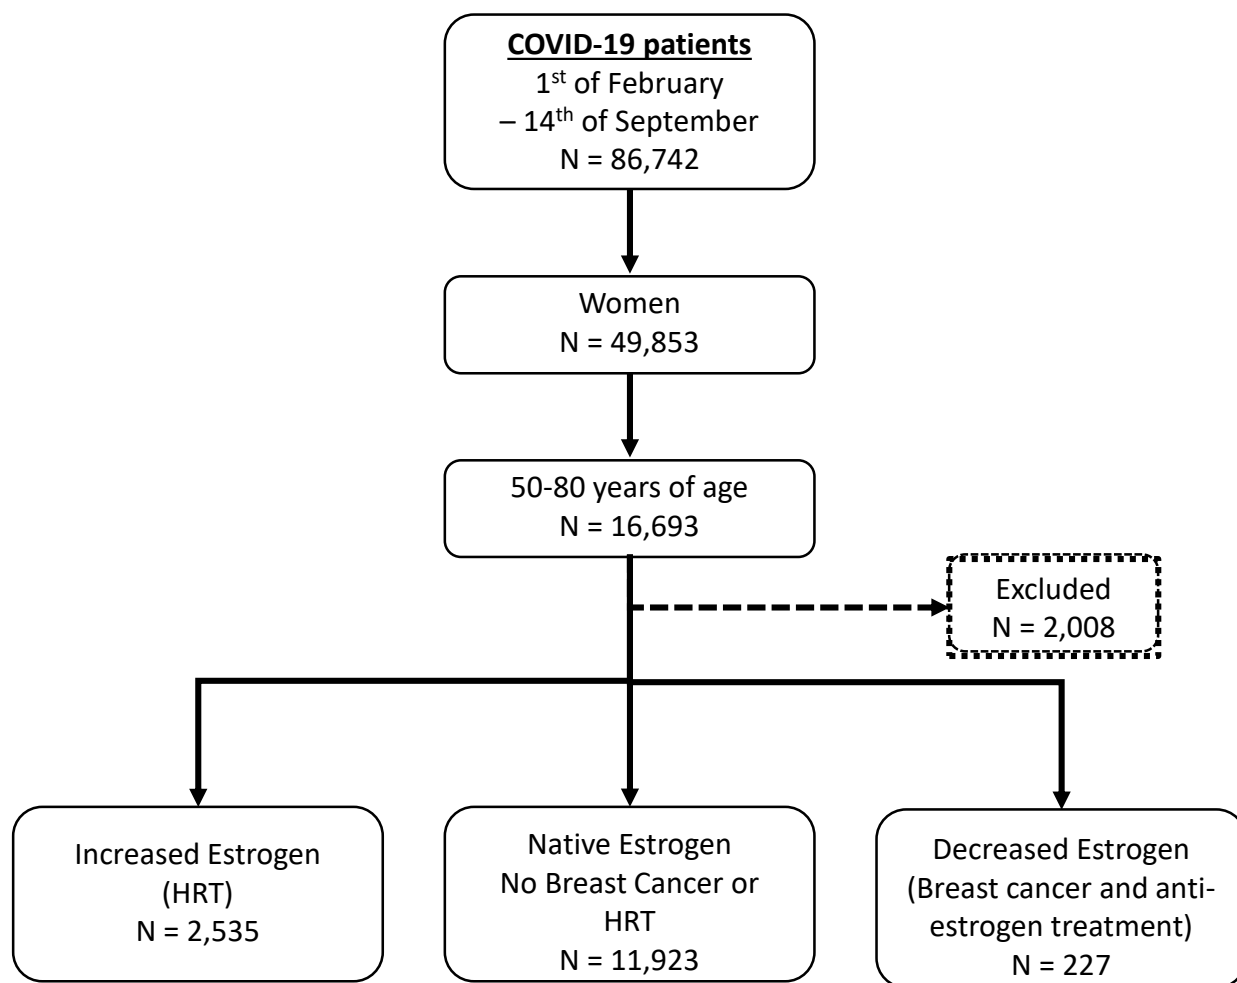 COVID-19 patients
1st of February
– 14th of September
N = 86,742
Women
N = 49,853
50-80 years of age
N = 16,693
Excluded
N = 2,008
Increased Estrogen
(HRT)
N = 2,535
Native Estrogen
No Breast Cancer or
HRT
N = 11,923
Decreased Estrogen
(Breast cancer and anti-
estrogen treatment)
N = 227